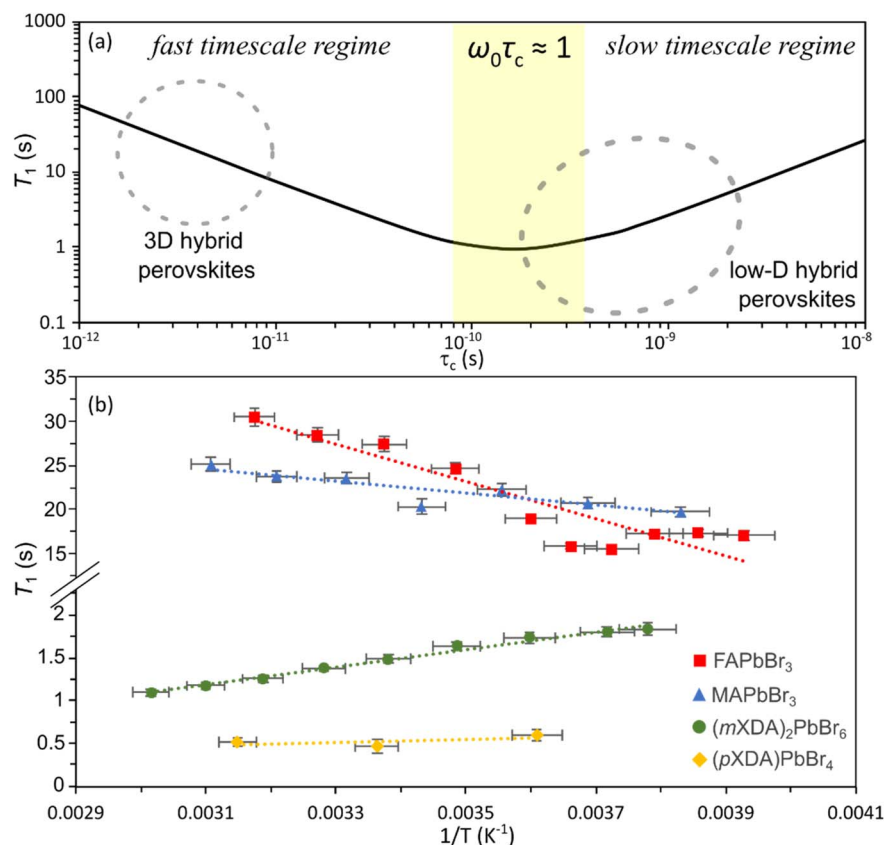 (a)
fast timescale regime
ω₀τc ≈ 1
slow timescale regime
1000
100
10
1
0.1
T₁ (s)
3D hybrid
perovskites
low-D hybrid
perovskites
10⁻¹²
10⁻¹¹
10⁻¹⁰
10⁻⁹
10⁻⁸
τc (s)
(b)
35
30
25
20
15
2
1.5
1
0.5
0
T₁ (s)
FAPbBr₃
MAPbBr₃
(mXDA)₂PbBr₆
(pXDA)PbBr₄
0.0029
0.0031
0.0033
0.0035
0.0037
0.0039
0.0041
1/T (K⁻¹)